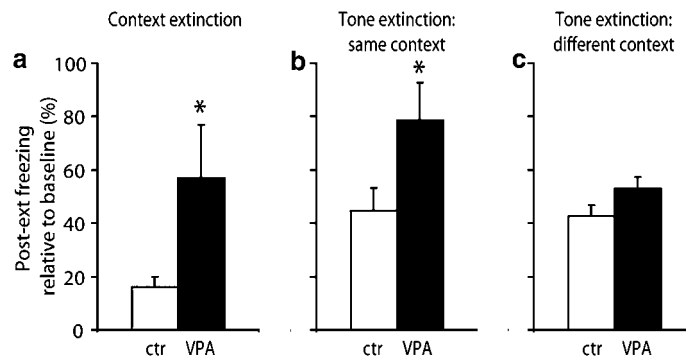 Context extinction
Tone extinction:
same context
Tone extinction:
different context
a
b
c
Post-ext freezing
relative to baseline (%)
100
80
60
40
20
0
*
*
ctr VPA
ctr VPA
ctr VPA